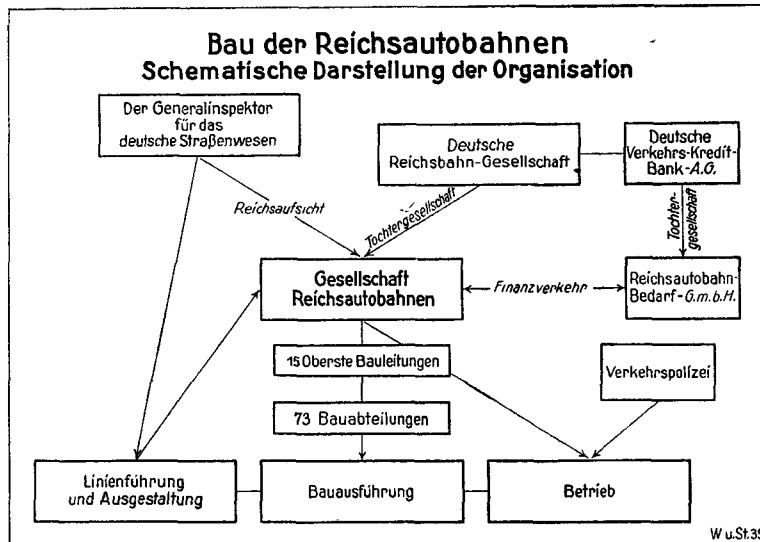 Bau der Reichsautobahnen
Schematische Darstellung der Organisation
Der Generalinspektor
für das
deutsche Straßenwesen
Deutsche
Reichsbahn-Gesellschaft
Deutsche
Verkehrs-Kredit-
Bank-A.G.
Reichsaufsicht
Tochtergesellschaft
Tochter-
gesellschaft
Gesellschaft
Reichsautobahnen
Finanzverkehr
Reichsautobahn-
Bedarf-G.m.b.H.
15 Oberste Bauleitungen
Verkehrspolizei
73 Bauabteilungen
Linienführung
und Ausgestaltung
Bauausführung
Betrieb
W u.St.35